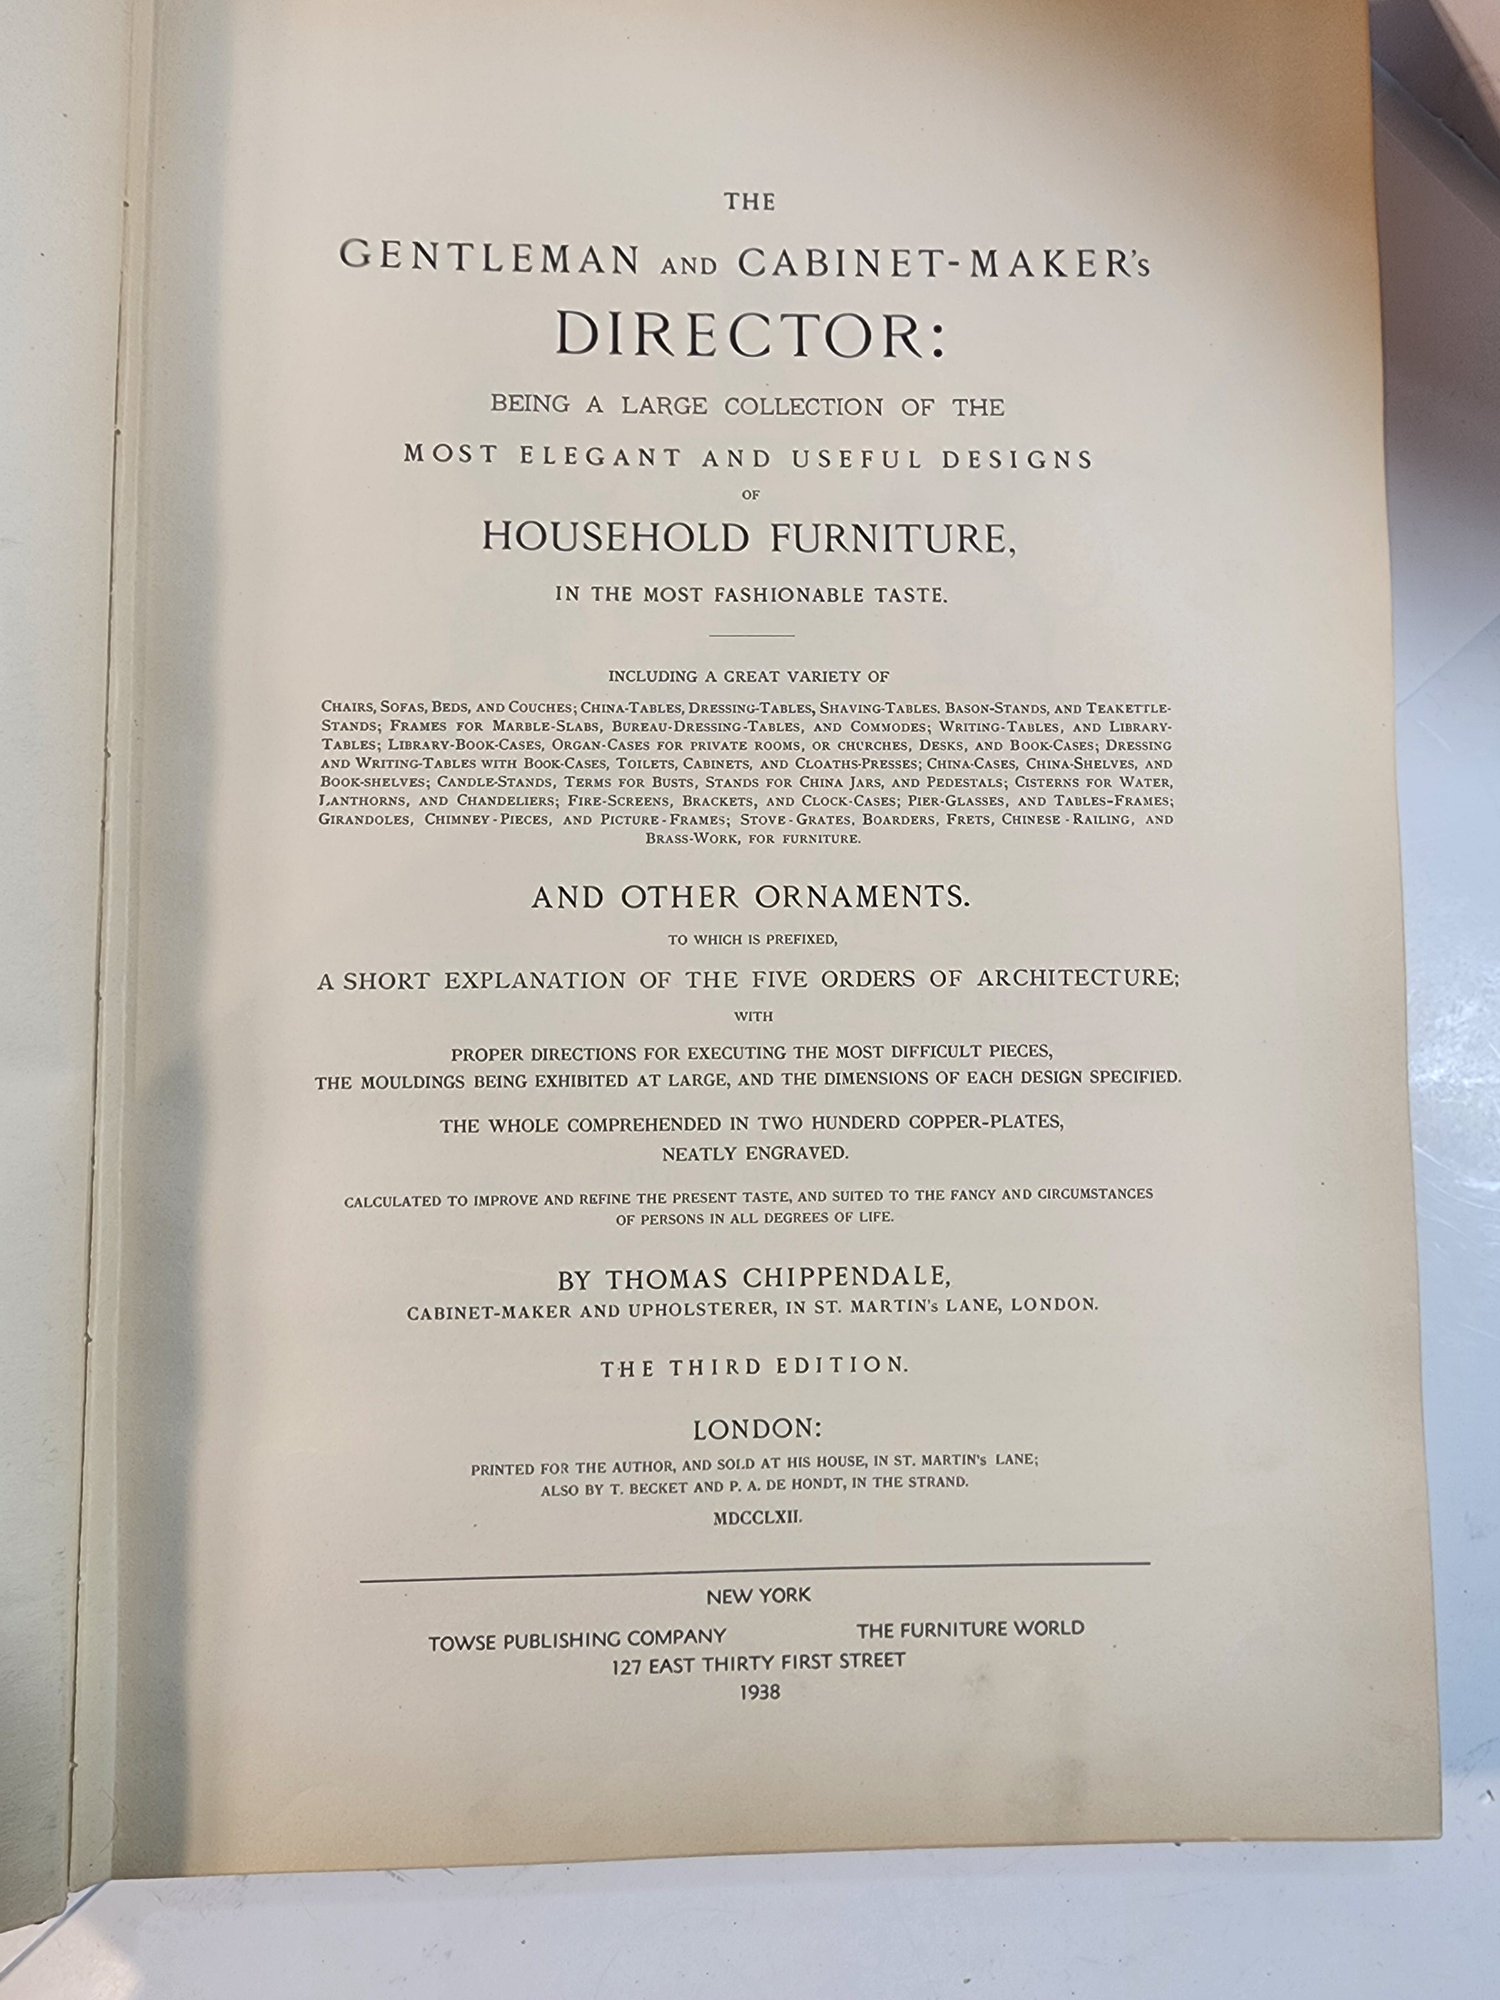 THE
GENTLEMAN AND CABINET-MAKER's
DIRECTOR:
BEING A LARGE COLLECTION OF THE
MOST ELEGANT AND USEFUL DESIGNS
OF
HOUSEHOLD FURNITURE,
IN THE MOST FASHIONABLE TASTE.
INCLUDING A GREAT VARIETY OF
CHAIRS, SOFAS, BEDS, AND COUCHES; CHINA-TABLES, DRESSING-TABLES, SHAVING-TABLES. BASON-STANDS, AND TEAKETTLE-
STANDS; FRAMES FOR MARBLE-SLABS, BUREAU-DRESSING-TABLES, AND COMMODES; WRITING-TABLES, AND LIBRARY-
TABLES; LIBRARY-BOOK-CASES, ORGAN-CASES FOR PRIVATE ROOMS, OR CHURCHES, DESKS, AND BOOK-CASES; DRESSING
AND WRITING-TABLES WITH BOOK-CASES, TOILETS, CABINETS, AND CLOATHS-PRESSES; CHINA-CASES, CHINA-SHELVES, AND
BOOK-SHELVES; CANDLE-STANDS, TERMS FOR BUSTS, STANDS FOR CHINA JARS, AND PEDESTALS; CISTERNS FOR WATER,
LANTHORNS, AND CHANDELIERS; FIRE-SCREENS, BRACKETS, AND CLOCK-CASES; PIER-GLASSES, AND TABLES-FRAMES;
GIRANDOLES, CHIMNEY-PIECES, AND PICTURE-FRAMES; STOVE-GRATES, BOARDERS, FRETS, CHINESE-RAILING, AND
BRASS-WORK, FOR FURNITURE.
AND OTHER ORNAMENTS.
TO WHICH IS PREFIXED,
A SHORT EXPLANATION OF THE FIVE ORDERS OF ARCHITECTURE;
WITH
PROPER DIRECTIONS FOR EXECUTING THE MOST DIFFICULT PIECES,
THE MOULDINGS BEING EXHIBITED AT LARGE, AND THE DIMENSIONS OF EACH DESIGN SPECIFIED.
THE WHOLE COMPREHENDED IN TWO HUNDERD COPPER-PLATES,
NEATLY ENGRAVED.
CALCULATED TO IMPROVE AND REFINE THE PRESENT TASTE, AND SUITED TO THE FANCY AND CIRCUMSTANCES
OF PERSONS IN ALL DEGREES OF LIFE.
BY THOMAS CHIPPENDALE,
CABINET-MAKER AND UPHOLSTERER, IN ST. MARTIN's LANE, LONDON.
THE THIRD EDITION.
LONDON:
PRINTED FOR THE AUTHOR, AND SOLD AT HIS HOUSE, IN ST. MARTIN's LANE;
ALSO BY T. BECKET AND P. A. DE HONDT, IN THE STRAND.
MDCCLXII.
NEW YORK
TOWSE PUBLISHING COMPANY THE FURNITURE WORLD
127 EAST THIRTY FIRST STREET
1938